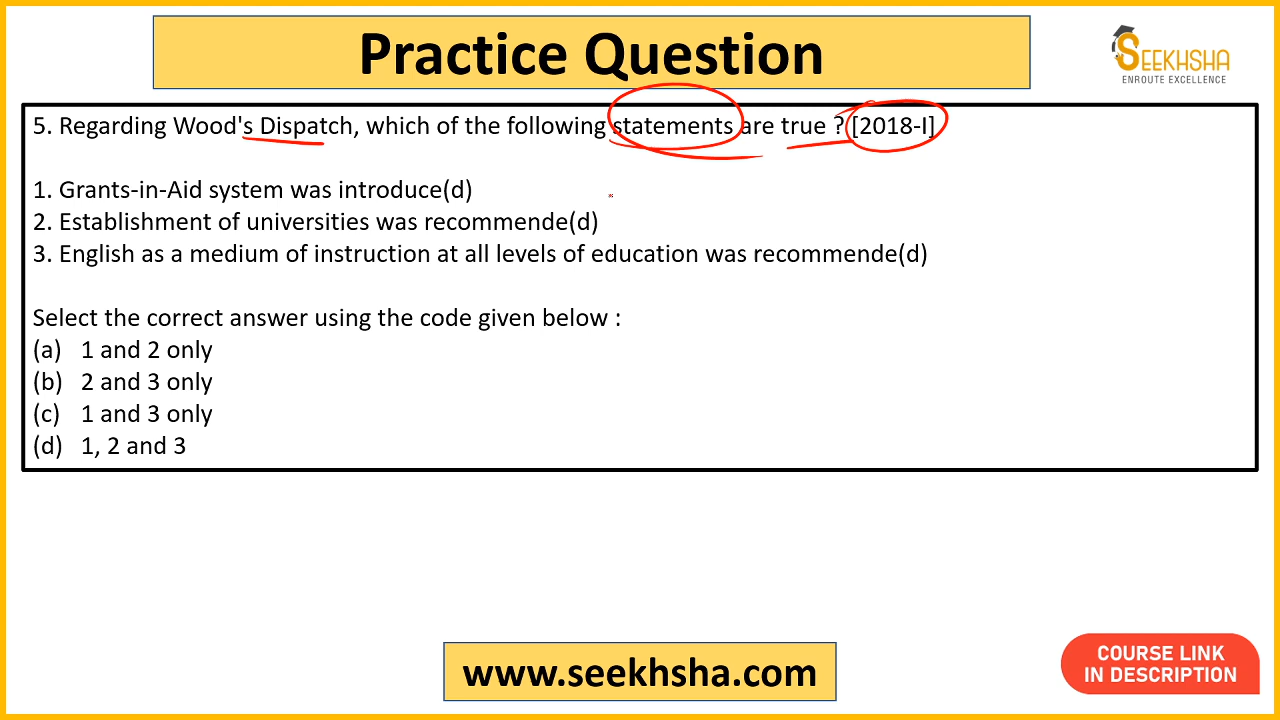 Practice Question
SEEKHSHA
ENROUTE EXCELLENCE
5. Regarding Wood's Dispatch, which of the following statements are true ? [2018-I]
1. Grants-in-Aid system was introduce(d)
2. Establishment of universities was recommende(d)
3. English as a medium of instruction at all levels of education was recommende(d)
Select the correct answer using the code given below :
(a) 1 and 2 only
(b) 2 and 3 only
(c) 1 and 3 only
(d) 1, 2 and 3
www.seekhsha.com
COURSE LINK
IN DESCRIPTION